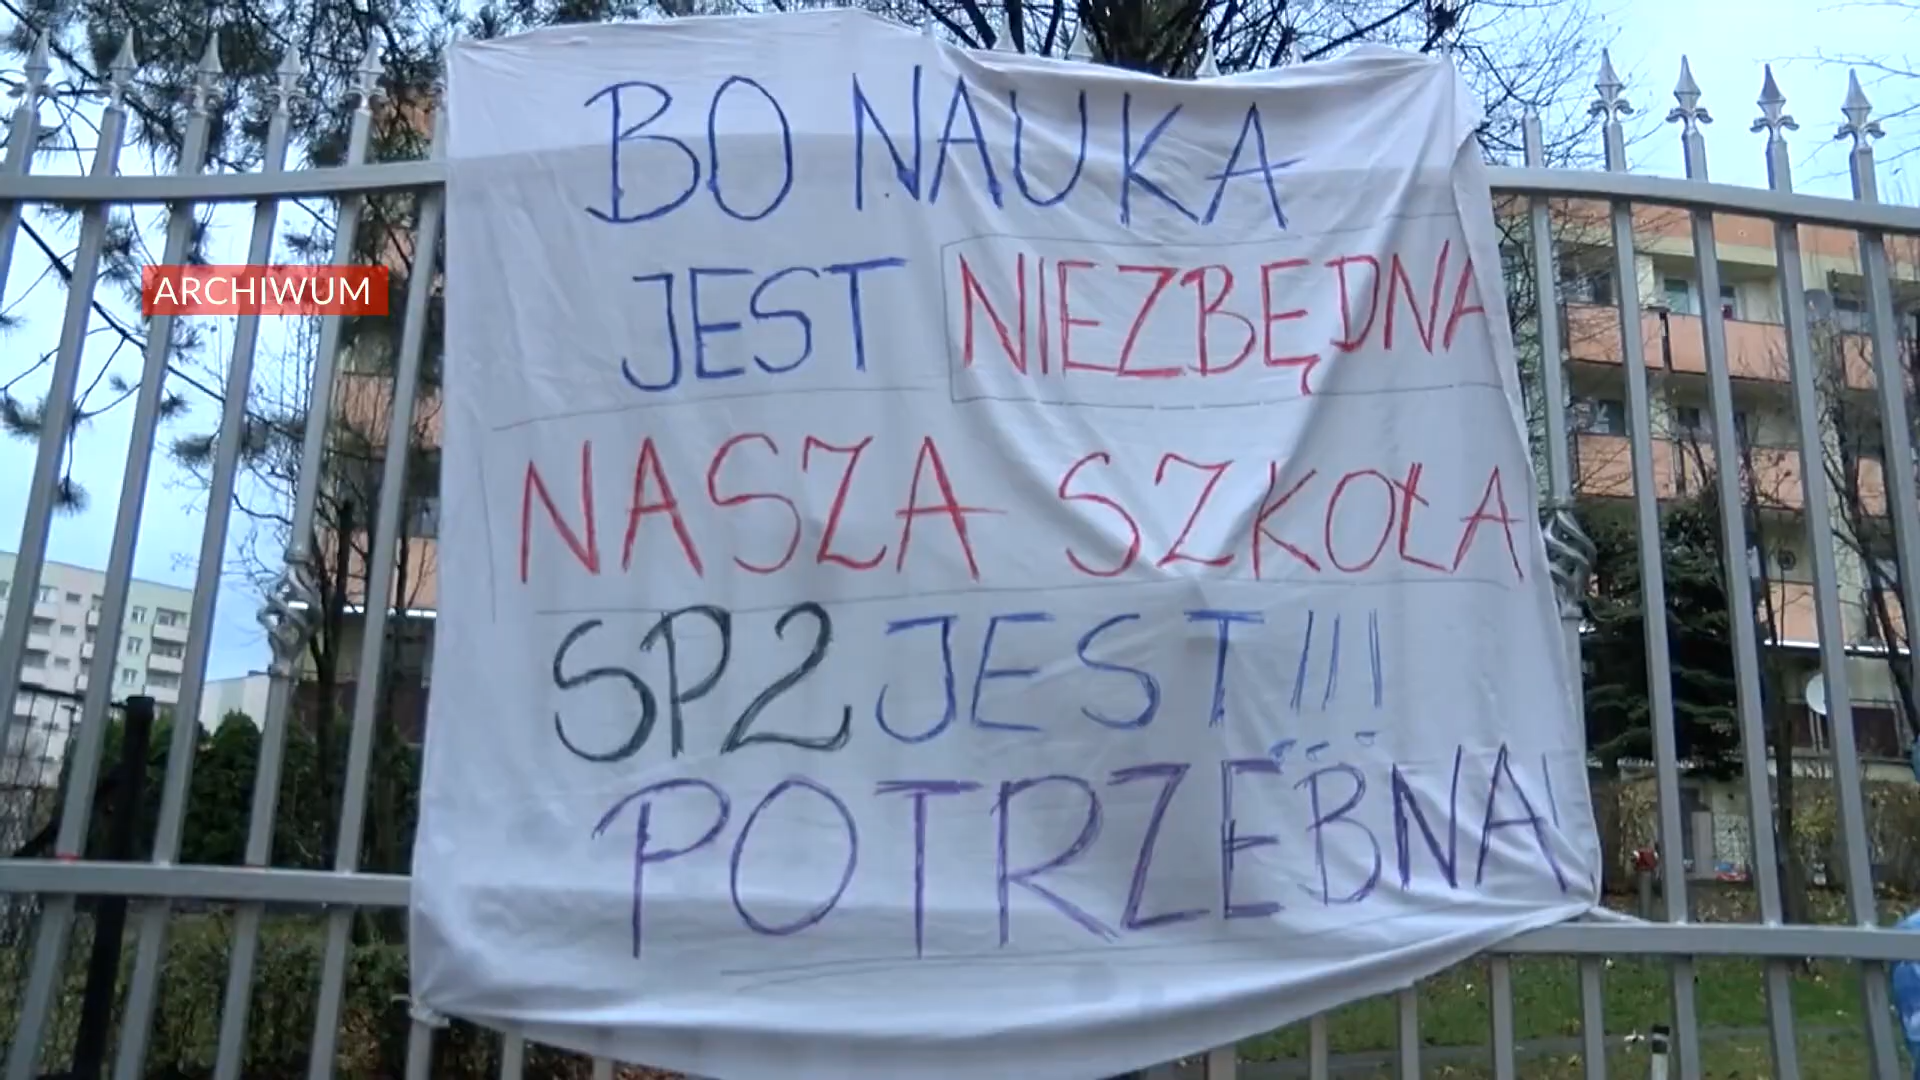 ARCHIWUM
BO NAUKA
JEST NIEZBĘDNA
NASZA SZKOŁA
SP2 JEST!!!
POTRZEBNA!